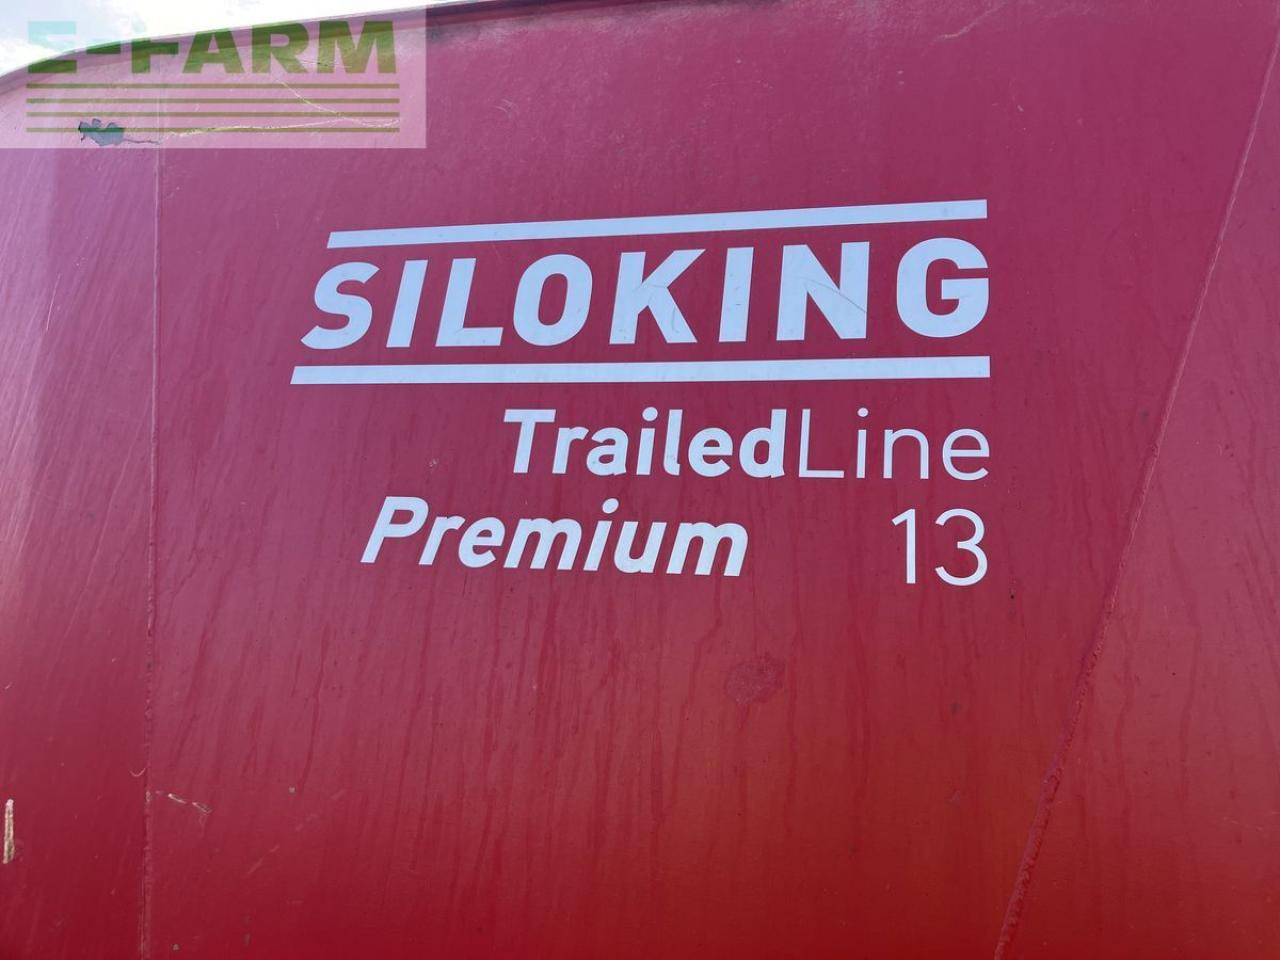 E-FARM
SILOKING
TrailedLine
Premium 13